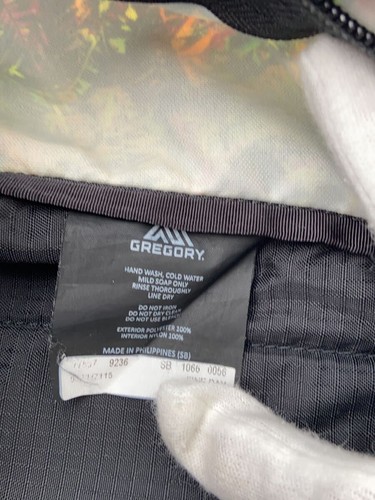 GREGORY.
HAND WASH, COLD WATER
MILD SOAP ONLY
RINSE THOROUGHLY
LINE DRY
DO NOT IRON
DO NOT DRY CLEAN
DO NOT USE BLEACH
EXTERIOR POLYESTER 100%
INTERIOR NYLON 100%
MADE IN PHILIPPINES (SB)
9236 SB 1066 0056